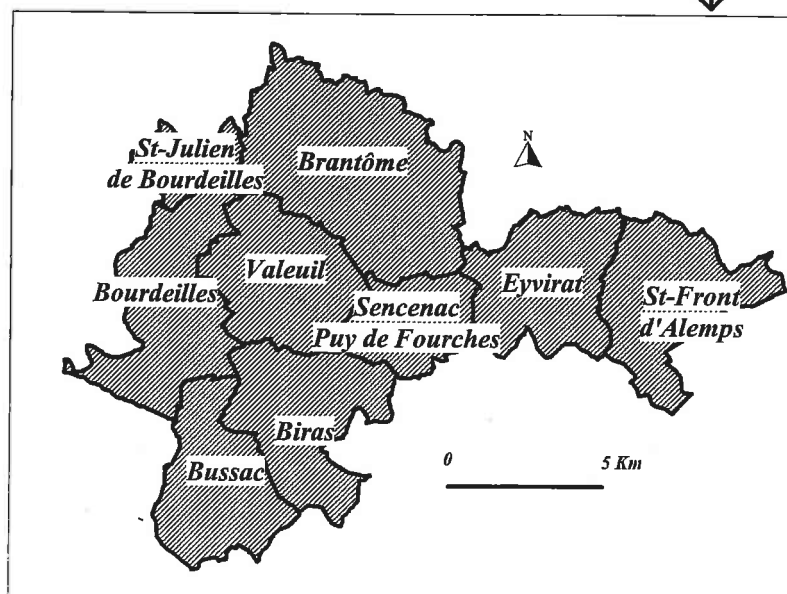 N
St-Julien
de Bourdeilles
Brantôme
Valeuil
Bourdeilles
Sencenac
Puy de Fourches
Eyvirat
St-Front
d'Alemps
Biras
Bussac
0 5 Km